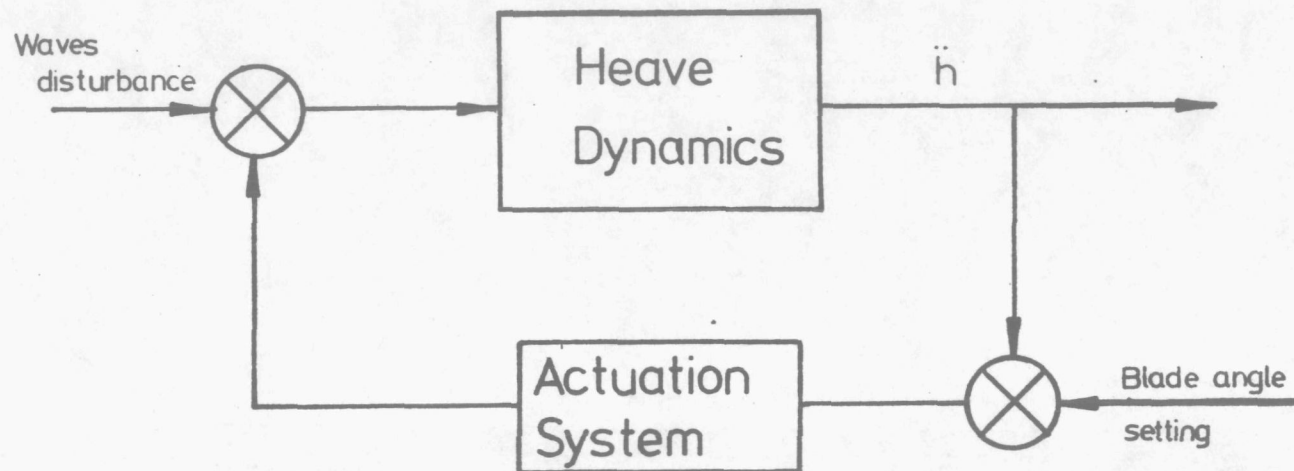 Waves
disturbance
Heave
Dynamics
ḧ
Actuation
System
Blade angle
setting